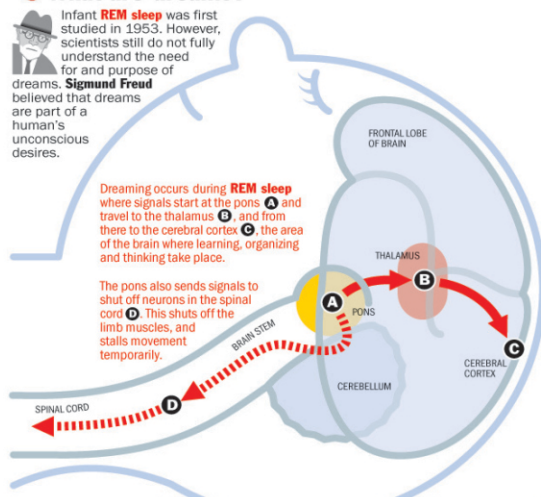 Infant REM sleep was first
studied in 1953. However,
scientists still do not fully
understand the need
for and purpose of
dreams. Sigmund Freud
believed that dreams
are part of a
human's
unconscious
desires.
FRONTAL LOBE
OF BRAIN
Dreaming occurs during REM sleep
where signals start at the pons A and
travel to the thalamus B, and from
there to the cerebral cortex C, the area
of the brain where learning, organizing
and thinking take place.
The pons also sends signals to
shut off neurons in the spinal
cord D. This shuts off the
limb muscles, and
stalls movement
temporarily.
THALAMUS
B
A
PONS
C
CEREBRAL
CORTEX
BRAIN STEM
CEREBELLUM
D
SPINAL CORD